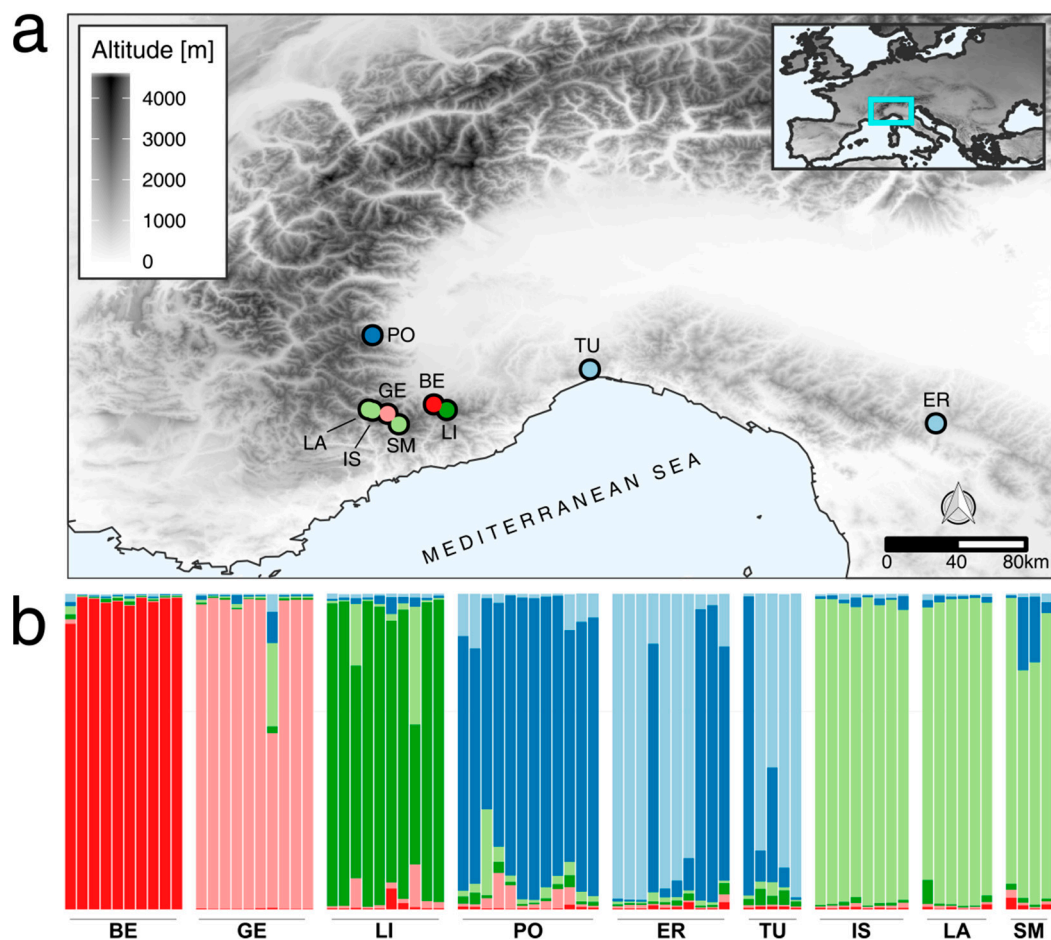 a
Altitude [m]
4000
3000
2000
1000
0
PO
TU
GE
BE
ER
LA
IS
SM
LI
MEDITERRANEAN SEA
0
40
80km
b
BE
GE
LI
PO
ER
TU
IS
LA
SM